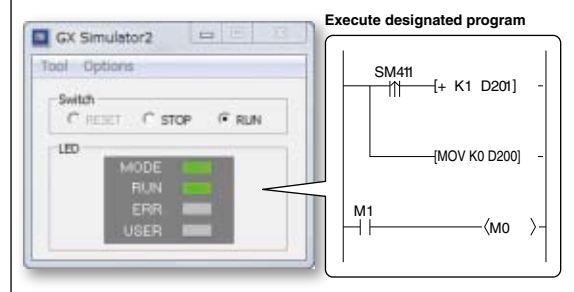 Execute designated program
GX Simulator2
Tool Options
Switch
RESET STOP RUN
LED
MODE
RUN
ERR
USER
SM411
[+ K1 D201]
[MOV K0 D200]
M1
M0